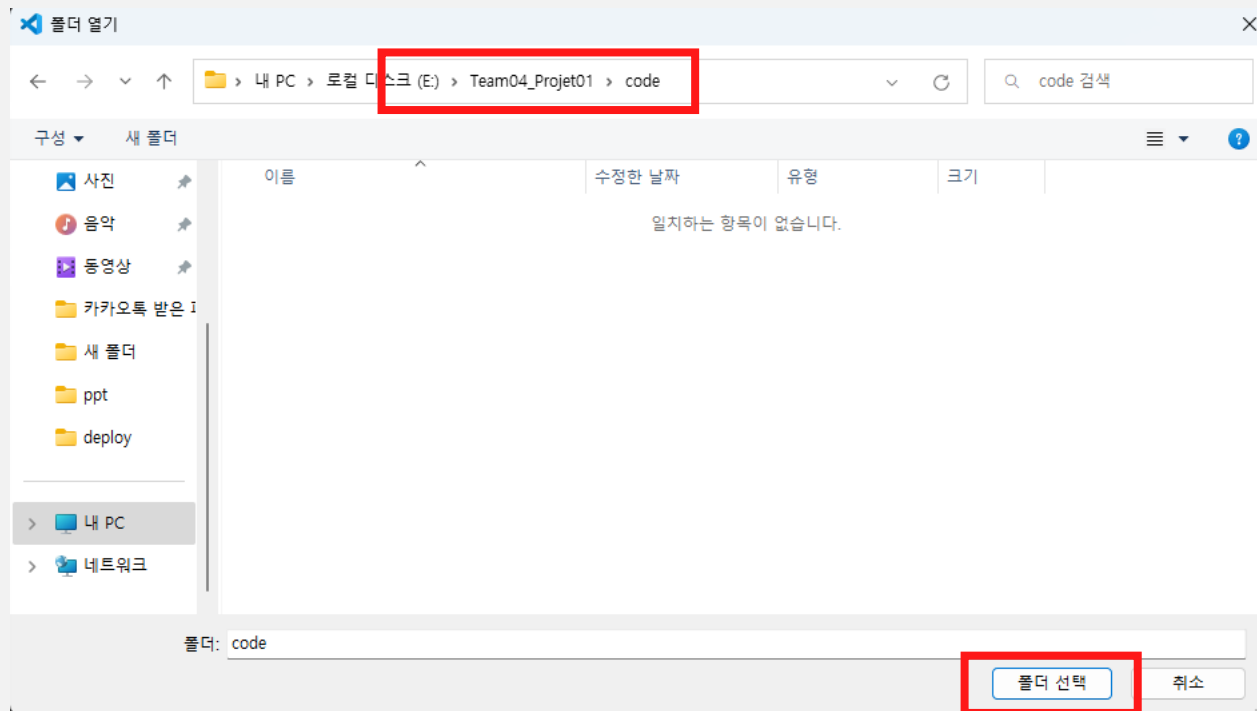 폴더 열기
내 PC > 로컬 디스크 (E:) > Team04_Projet01 > code
code 검색
구성 새 폴더
이름 수정한 날짜 유형 크기
일치하는 항목이 없습니다.
사진
음악
동영상
카카오톡 받은
새 폴더
ppt
deploy
내 PC
네트워크
폴더: code
폴더 선택 취소